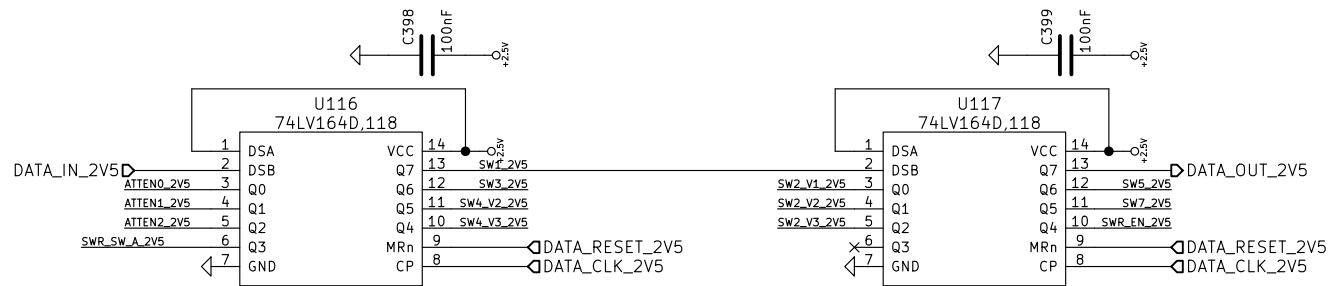 C398
100nF
+2.5V
C399
100nF
+2.5V
U116
74LV164D,118
1 DSA VCC 14 +2.5V
DATA_IN_2V5 2 DSB Q7 13 SW1_2V5
ATTEN0_2V5 3 Q0 Q6 12 SW3_2V5
ATTEN1_2V5 4 Q1 Q5 11 SW4_V2_2V5
ATTEN2_2V5 5 Q2 Q4 10 SW4_V3_2V5
SWR_SW_A_2V5 6 Q3 MRn 9 DATA_RESET_2V5
7 GND CP 8 DATA_CLK_2V5
U117
74LV164D,118
1 DSA VCC 14 +2.5V
2 DSB Q7 13 DATA_OUT_2V5
SW2_V1_2V5 3 Q0 Q6 12 SW5_2V5
SW2_V2_2V5 4 Q1 Q5 11 SW7_2V5
SW2_V3_2V5 5 Q2 Q4 10 SWR_EN_2V5
6 Q3 MRn 9 DATA_RESET_2V5
7 GND CP 8 DATA_CLK_2V5